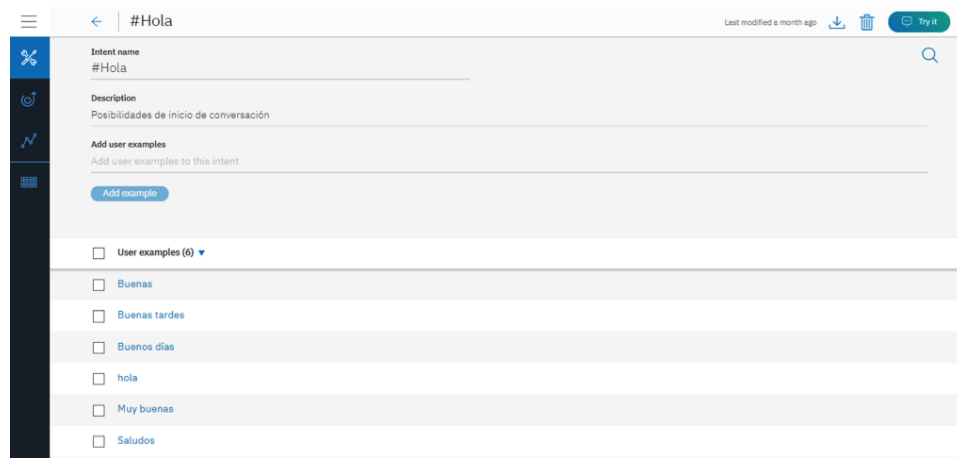 #Hola
Last modified a month ago
Try it
Intent name
#Hola
Description
Posibilidades de inicio de conversación
Add user examples
Add user examples to this intent
Add example
User examples (6)
Buenas
Buenas tardes
Buenos días
hola
Muy buenas
Saludos